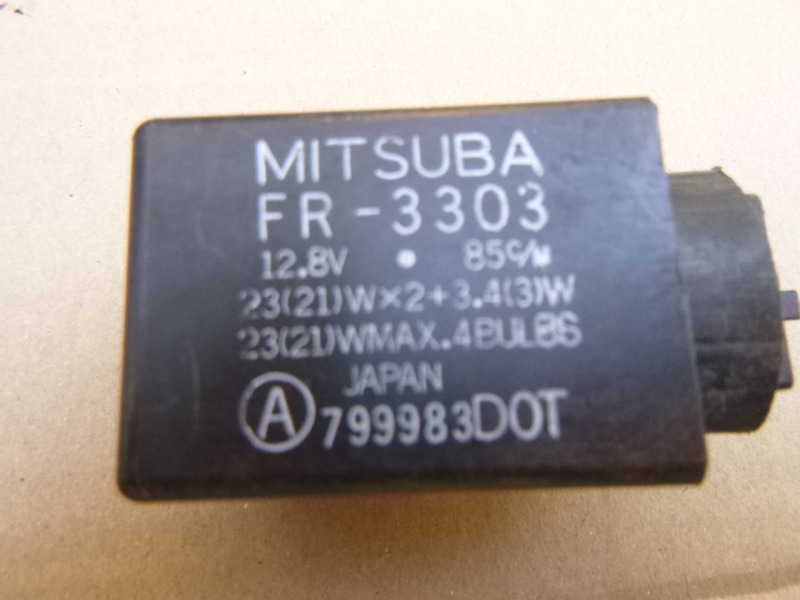 MITSUBA
FR-3303
12.8V • 85c/M
23(21)W×2+3.4(3)W
23(21)WMAX.4BULBS
JAPAN
Ⓐ 799983DOT